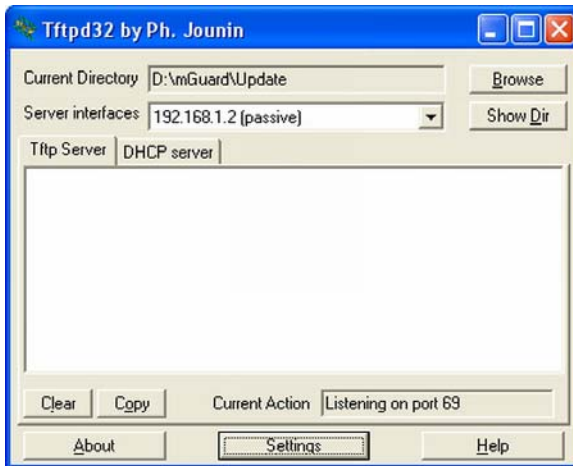 Tftpd32 by Ph. Jounin
Current Directory D:\mGuard\Update Browse
Server interfaces 192.168.1.2 (passive) Show Dir
Tftp Server DHCP server
Clear Copy Current Action Listening on port 69
About Settings Help